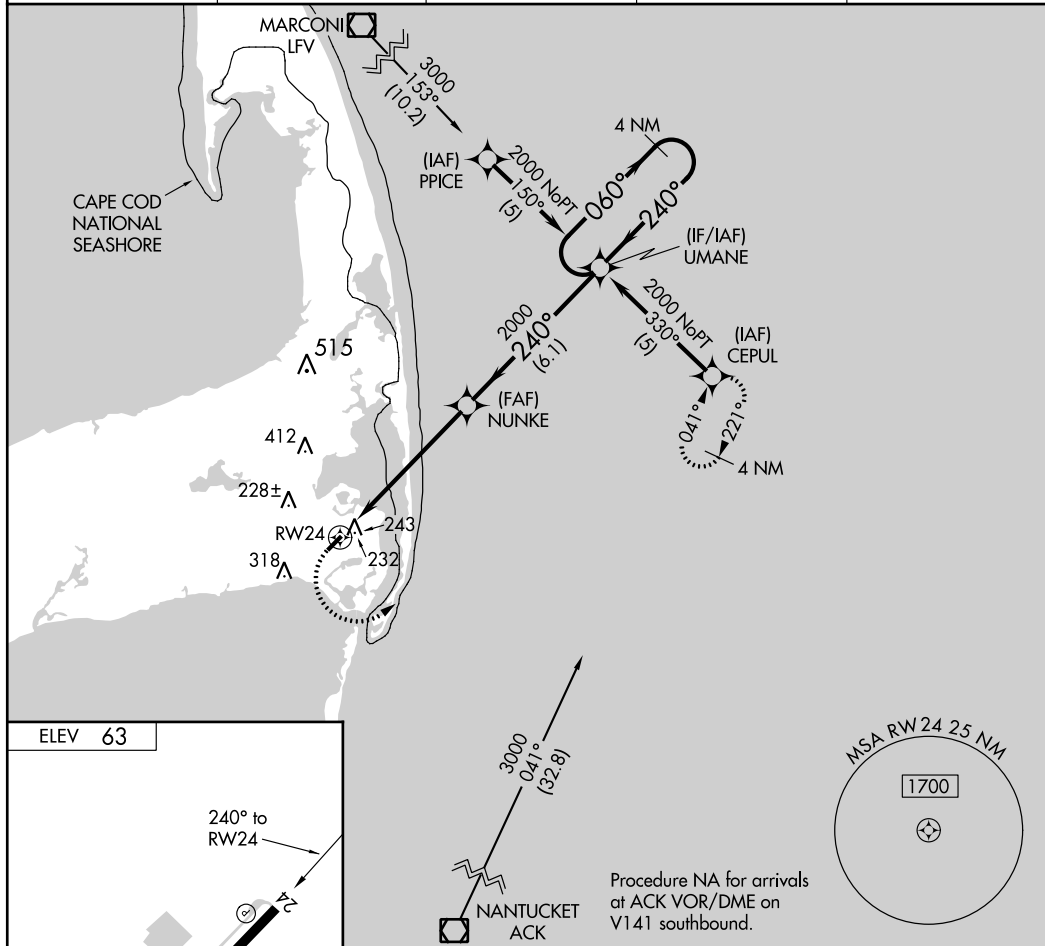 MARCONI
LFV
3000
153°
(10.2)
(IAF)
PPICE
2000 NoPT
150°
(5)
4 NM
060°
240°
(IF/IAF)
UMANE
CAPE COD
NATIONAL
SEASHORE
2000
240°
(6.1)
2000 NoPT
330°
(5)
(IAF)
CEPUL
515
(FAF)
NUNKE
041°
221°
4 NM
412
228±
RW24
243
232
318
3000
041°
(32.8)
ELEV 63
240° to
RW24
24
P
MSA RW24 25 NM
1700
NANTUCKET
ACK
Procedure NA for arrivals
at ACK VOR/DME on
V141 southbound.